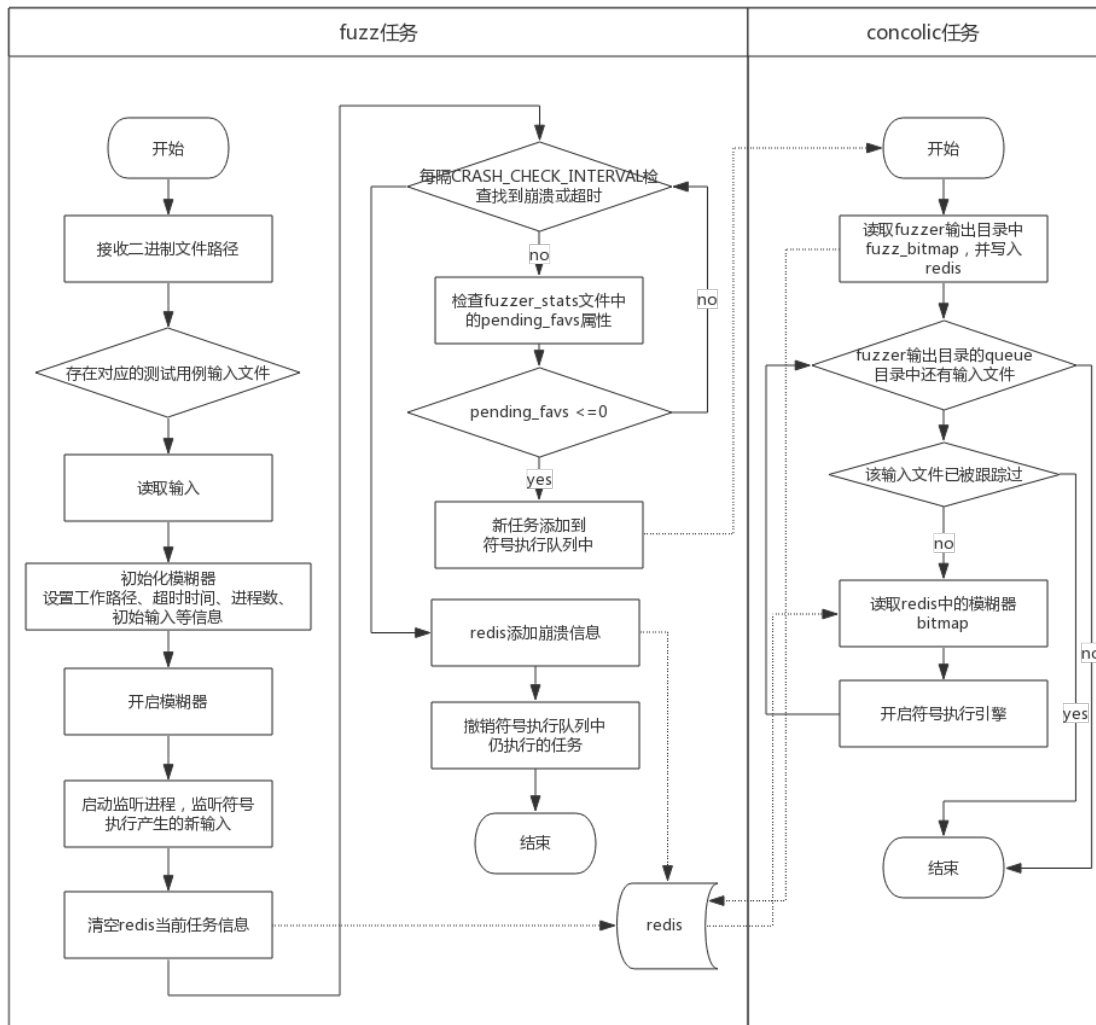 fuzz任务
concolic任务
开始
接收二进制文件路径
存在对应的测试用例输入文件
读取输入
初始化模糊器
设置工作路径、超时时间、进程数、
初始输入等信息
开启模糊器
启动监听进程，监听符号
执行产生的新输入
清空redis当前任务信息
每隔CRASH_CHECK_INTERVAL检
查找到崩溃或超时
no
检查fuzzer_stats文件中
的pending_favs属性
no
pending_favs <=0
yes
新任务添加到
符号执行队列中
redis添加崩溃信息
撤销符号执行队列中
仍执行的任务
结束
redis
开始
读取fuzzer输出目录中
fuzz_bitmap，并写入
redis
fuzzer输出目录的queue
目录中还有输入文件
该输入文件已被跟踪过
no
读取redis中的模糊器
bitmap
no
开启符号执行引擎
yes
结束